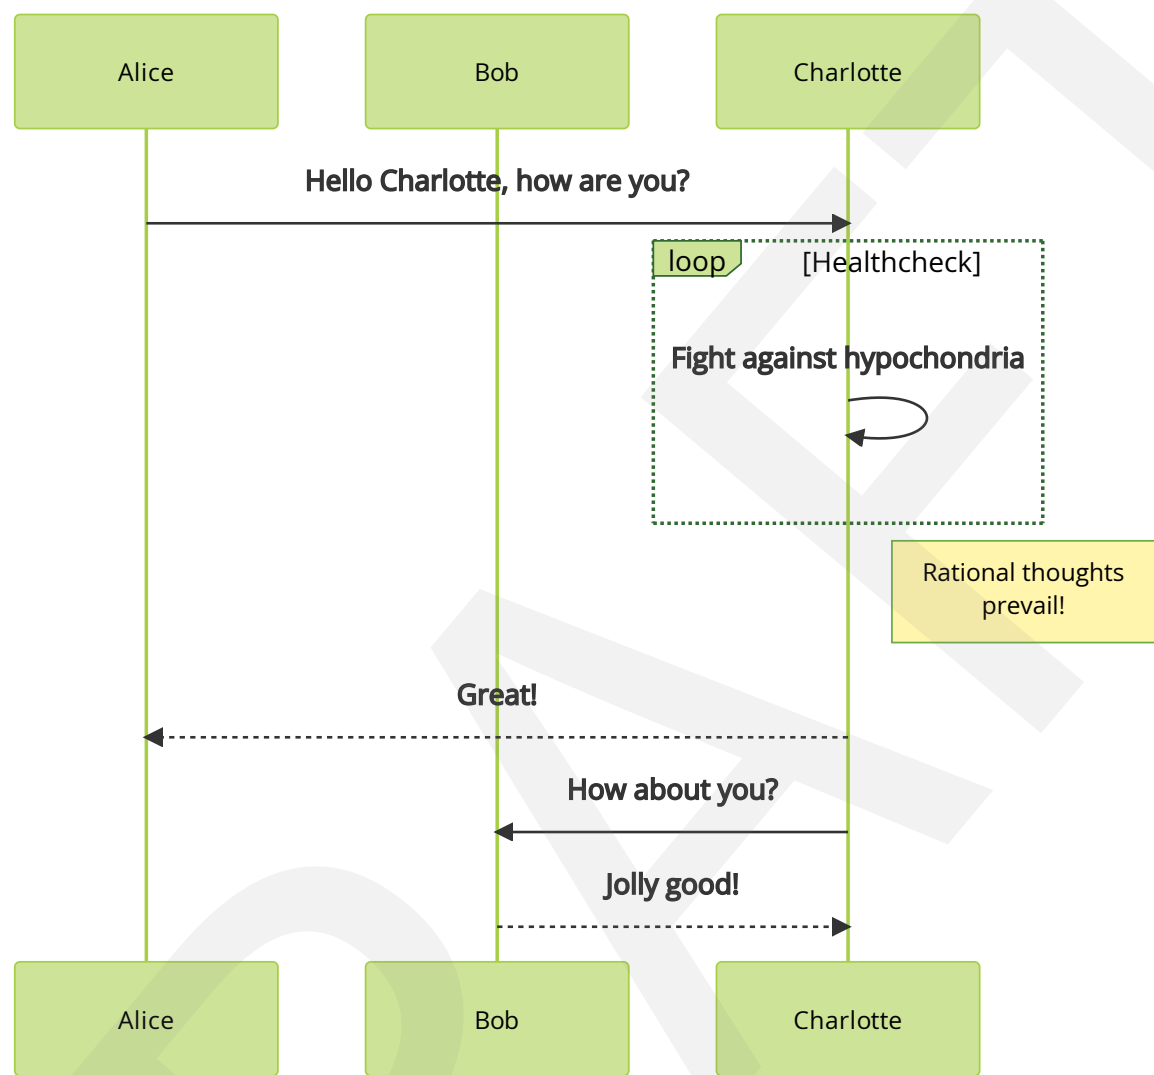 Alice
Bob
Charlotte
Hello Charlotte, how are you?
loop
[Healthcheck]
Fight against hypochondria
Rational thoughts
prevail!
Great!
How about you?
Jolly good!
Alice
Bob
Charlotte